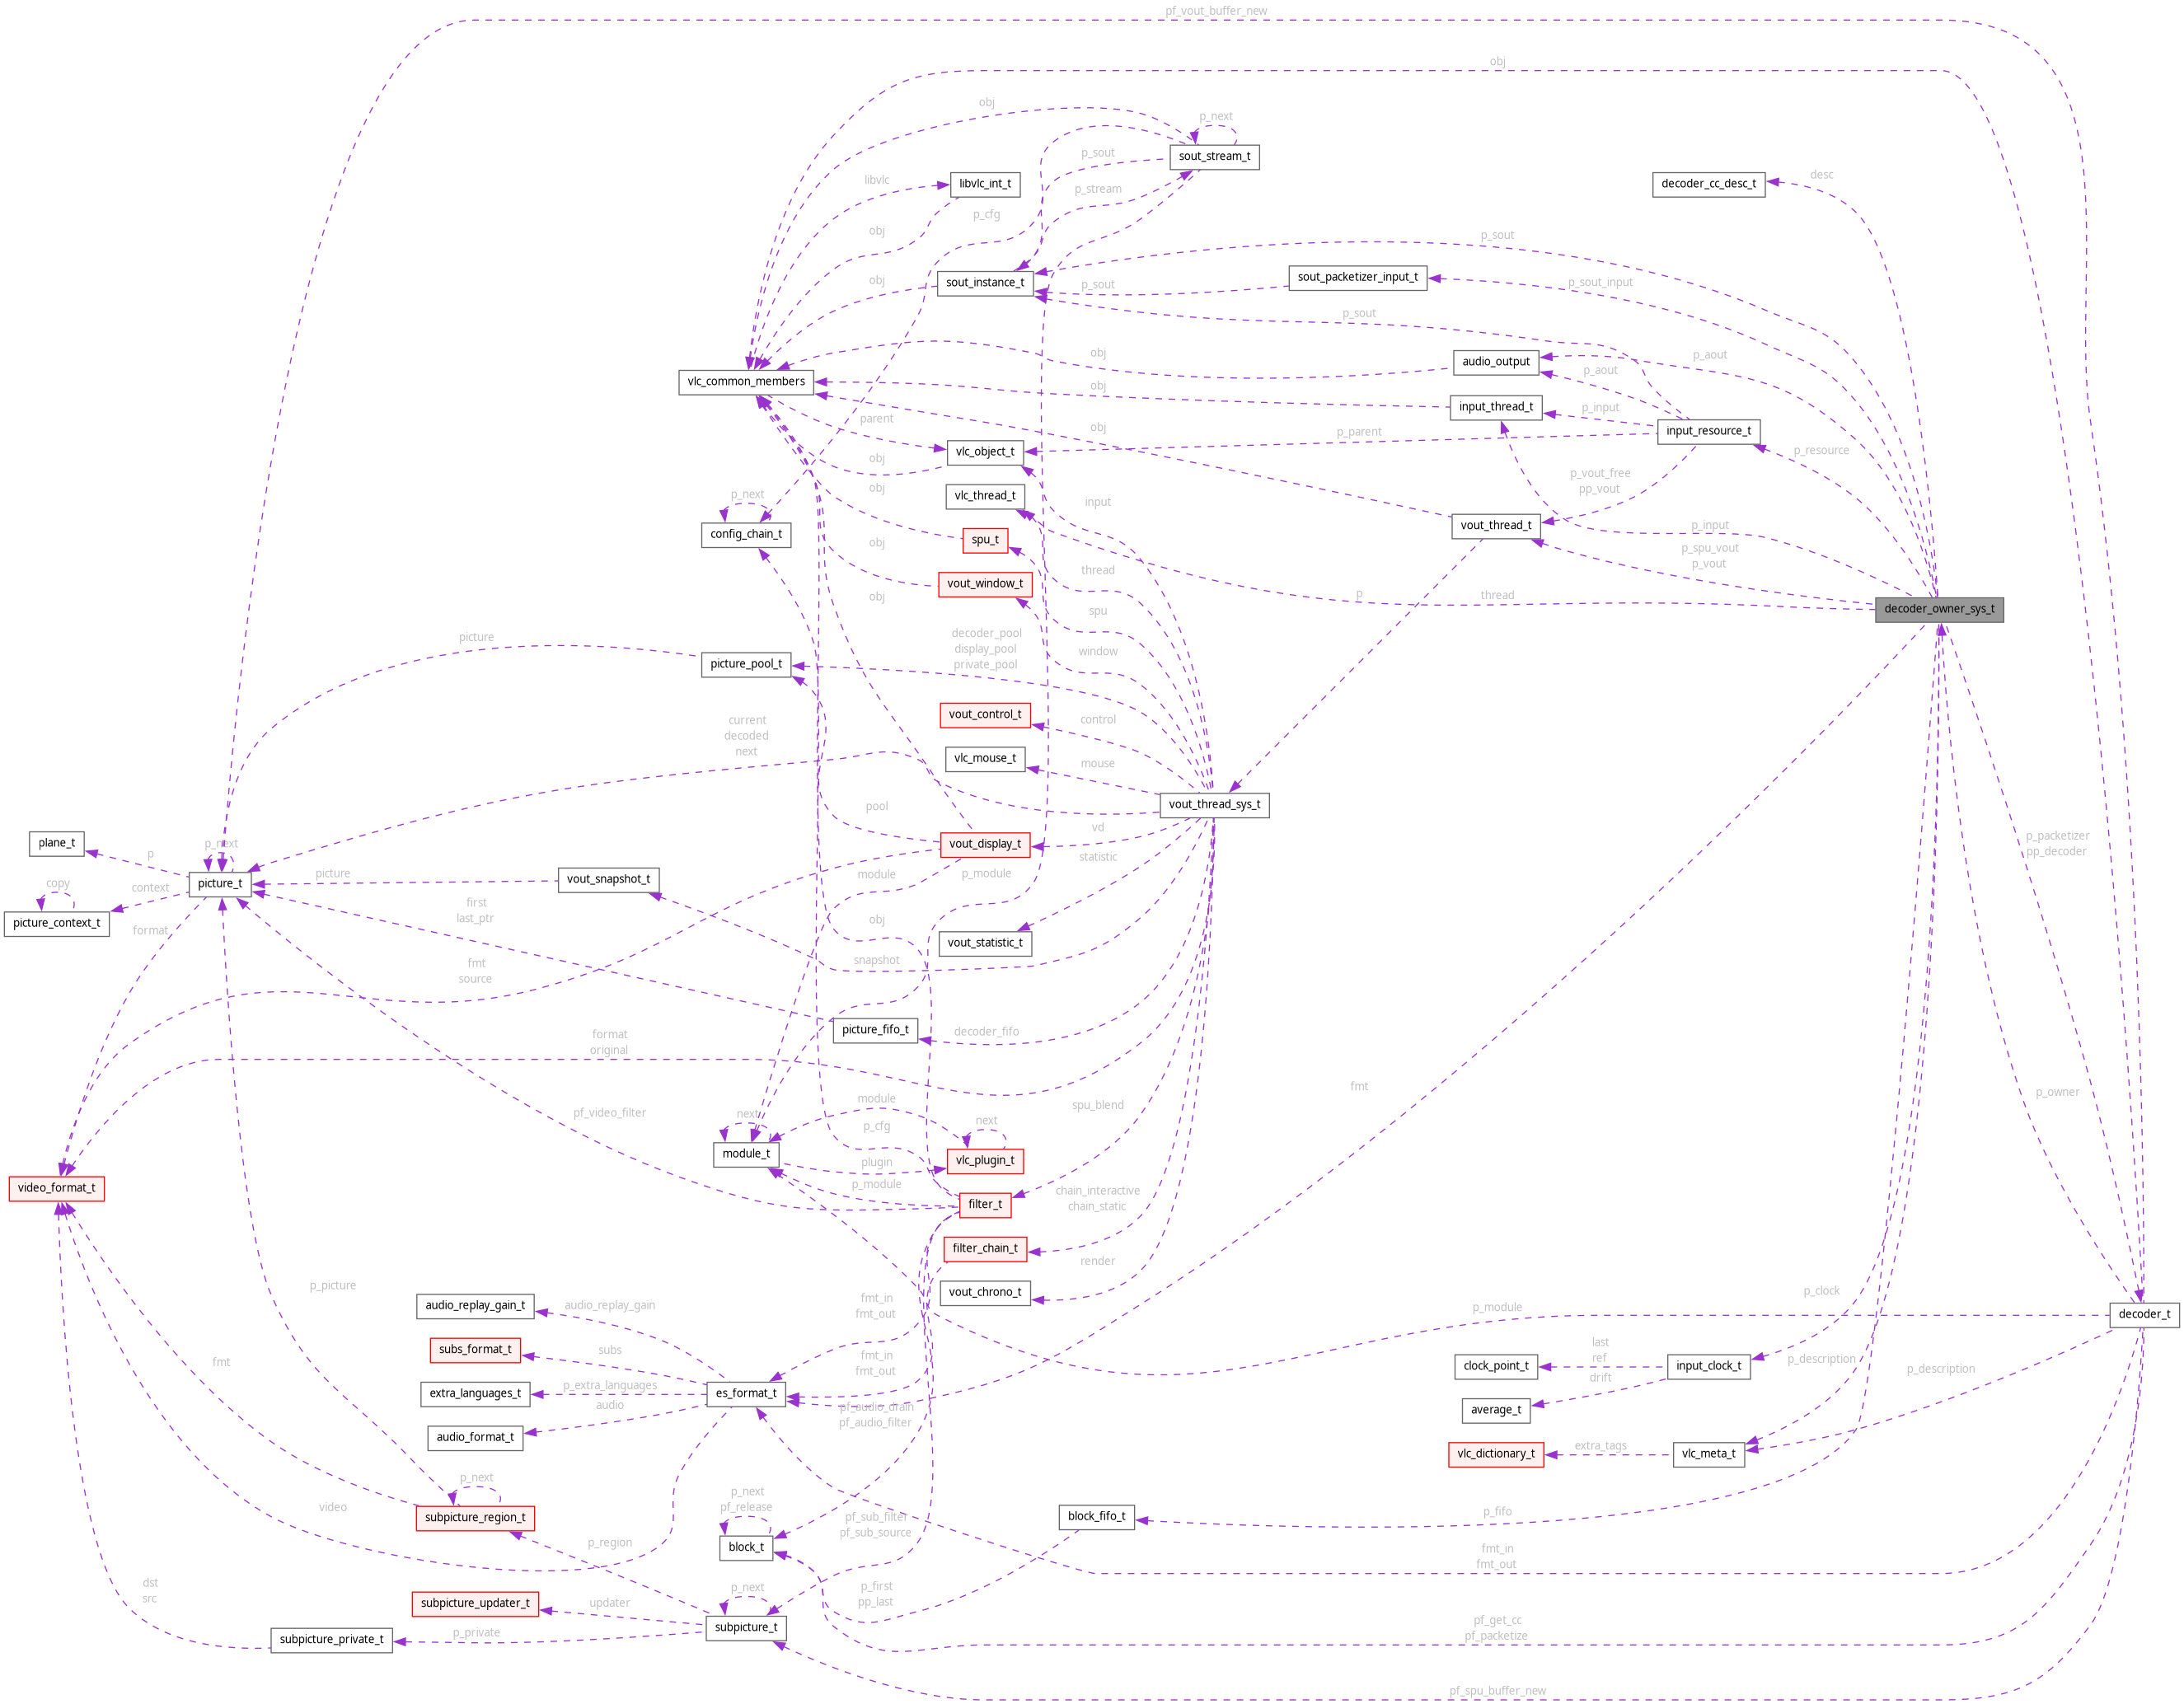 pf_vout_buffer_new
obj
obj
p_next
sout_stream_t
p_sout
libvlc
libvlc_int_t
p_stream
desc
decoder_cc_desc_t
p_cfg
obj
p_sout
obj
sout_instance_t
p_sout
sout_packetizer_input_t
p_sout_input
p_sout
obj
audio_output
p_aout
p_aout
vlc_common_members
obj
input_thread_t
p_input
parent
obj
p_parent
input_resource_t
p_resource
vlc_object_t
obj
p_vout_free
pp_vout
obj
vlc_thread_t
p_next
input
config_chain_t
spu_t
obj
vout_thread_t
p_input
p_spu_vout
p_vout
vout_window_t
thread
obj
p
thread
decoder_owner_sys_t
spu
picture
decoder_pool
display_pool
private_pool
window
picture_pool_t
current
decoded
next
vout_control_t
control
vlc_mouse_t
mouse
vout_thread_sys_t
pool
vd
vout_display_t
statistic
p_packetizer
pp_decoder
plane_t
p
p_next
picture_t
copy
context
picture_context_t
picture
vout_snapshot_t
module
p_module
first
last_ptr
format
obj
vout_statistic_t
fmt
source
snapshot
picture_fifo_t
decoder_fifo
format
original
fmt
p_owner
pf_video_filter
module
spu_blend
next
p_cfg
next
module_t
plugin
vlc_plugin_t
video_format_t
p_module
filter_t
chain_interactive
chain_static
filter_chain_t
render
vout_chrono_t
p_picture
audio_replay_gain_t
audio_replay_gain
fmt_in
fmt_out
p_clock
p_module
decoder_t
subs_format_t
subs
fmt_in
fmt_out
last
ref
clock_point_t
input_clock_t
p_description
p_description
fmt
extra_languages_t
p_extra_languages
es_format_t
drift
average_t
audio
audio_format_t
pf_audio_drain
pf_audio_filter
vlc_dictionary_t
extra_tags
vlc_meta_t
p_next
subpicture_region_t
video
p_next
pf_release
block_t
pf_sub_filter
pf_sub_source
block_fifo_t
p_fifo
p_region
fmt_in
fmt_out
dst
src
subpicture_updater_t
updater
p_next
p_first
pp_last
subpicture_private_t
p_private
subpicture_t
pf_get_cc
pf_packetize
pf_spu_buffer_new